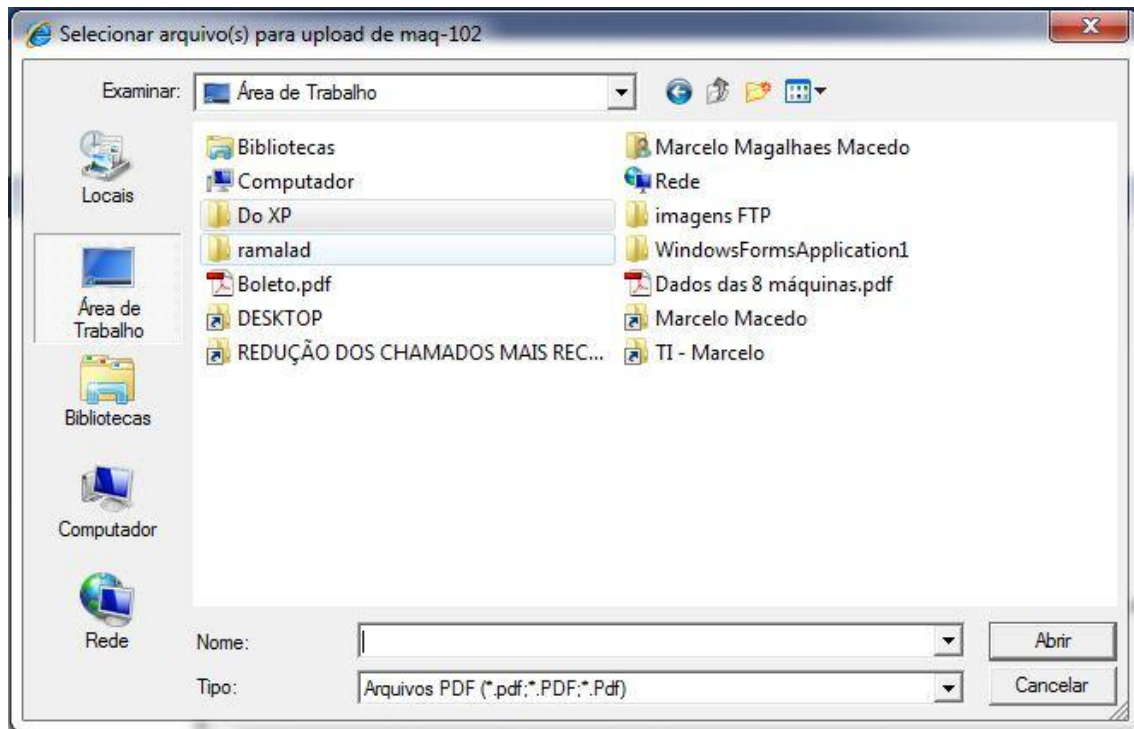 Selecionar arquivo(s) para upload de maq-102
Examinar:
Área de Trabalho
Locais
Área de
Trabalho
Bibliotecas
Computador
Rede
Bibliotecas
Computador
Do XP
ramalad
Boleto.pdf
DESKTOP
REDUÇÃO DOS CHAMADOS MAIS REC...
Marcelo Magalhaes Macedo
Rede
imagens FTP
WindowsFormsApplication1
Dados das 8 máquinas.pdf
Marcelo Macedo
TI - Marcelo
Nome:
Abrir
Tipo:
Arquivos PDF (*.pdf;*.PDF;*.Pdf)
Cancelar